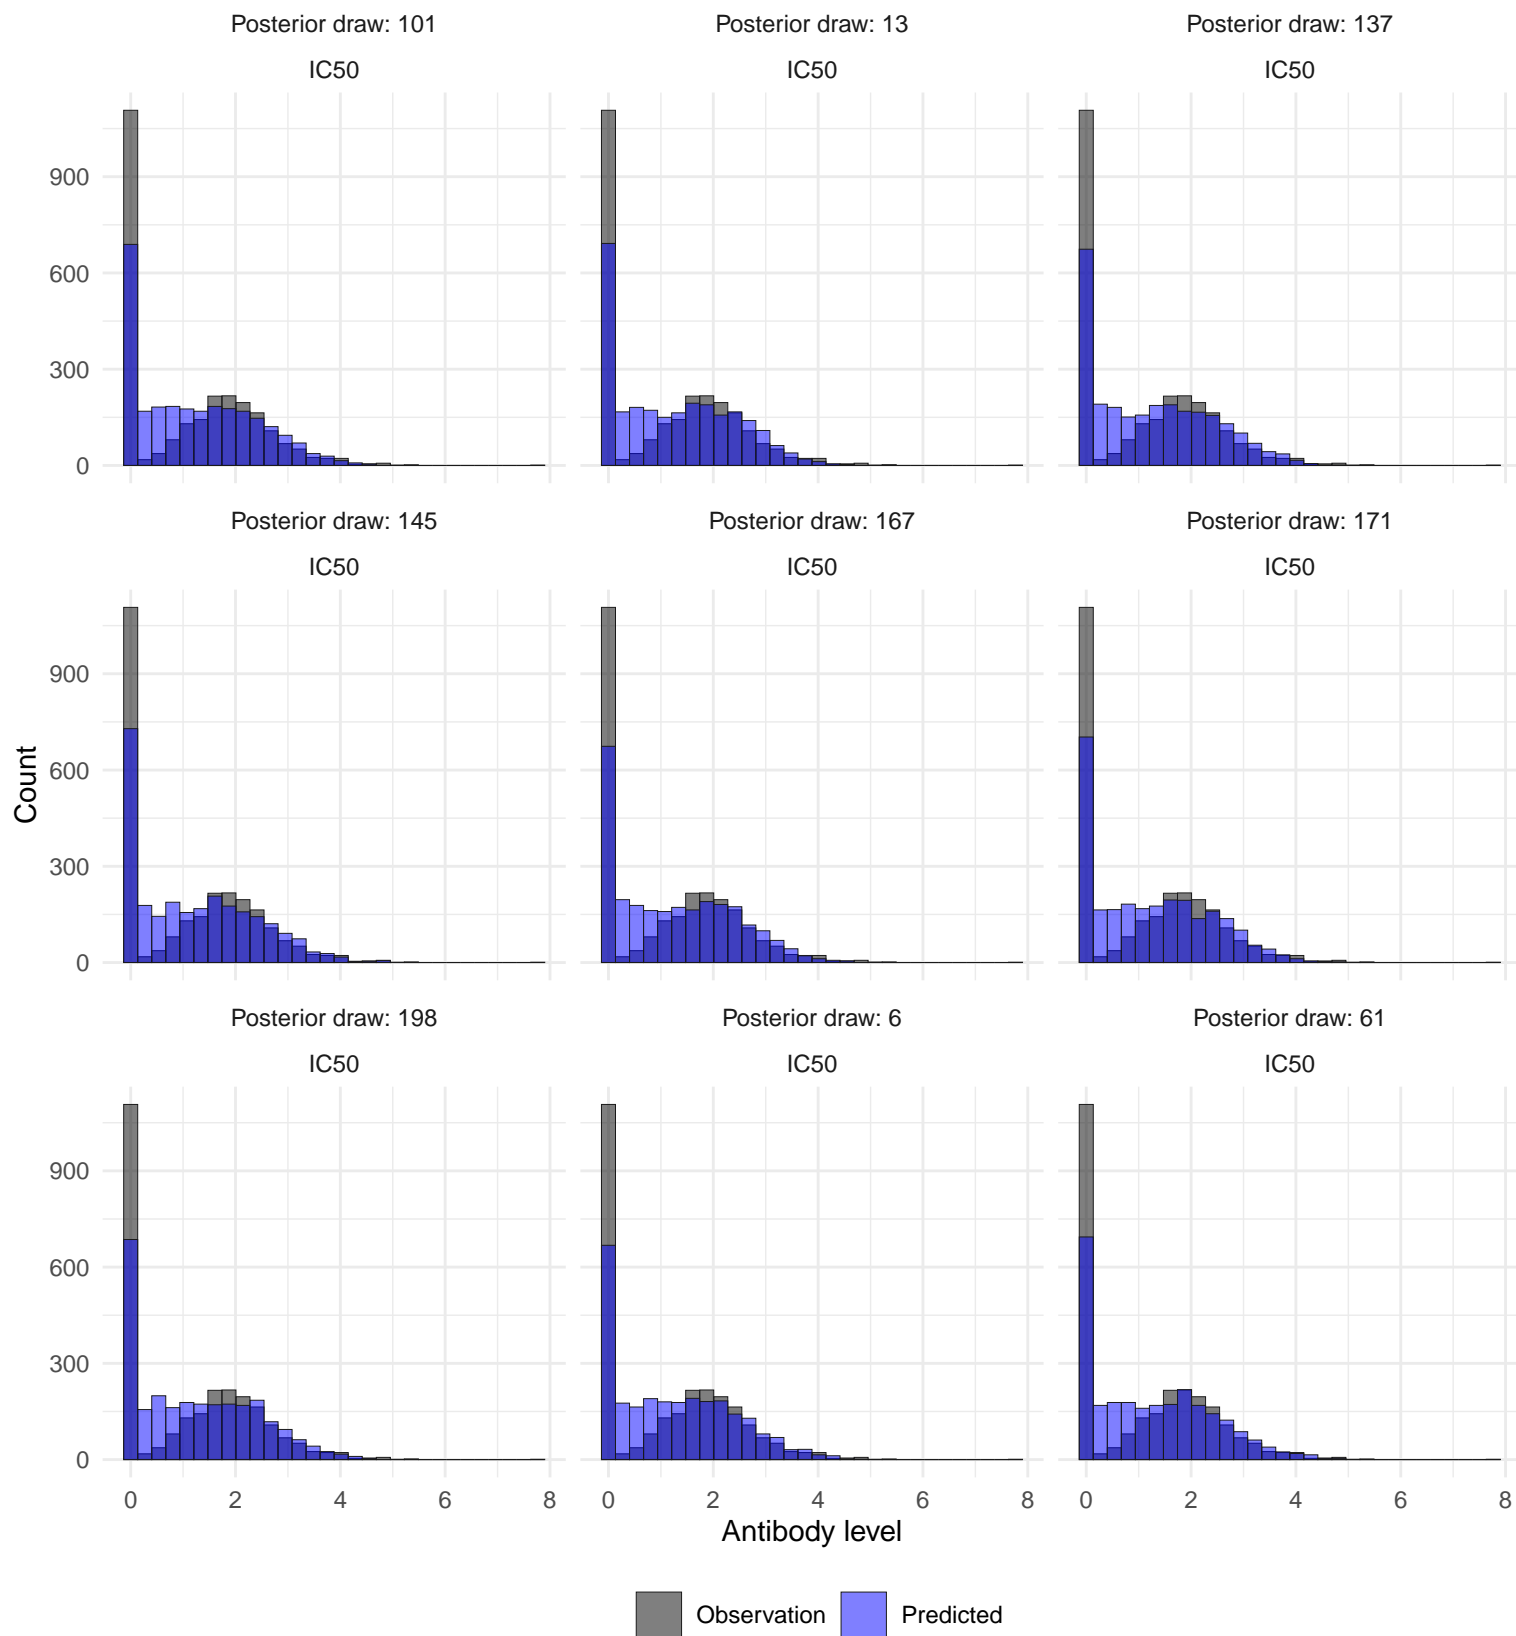 Posterior draw: 101
Posterior draw: 13
Posterior draw: 137
IC50
IC50
IC50
900
600
300
0
Posterior draw: 145
Posterior draw: 167
Posterior draw: 171
IC50
IC50
IC50
900
600
300
0
Count
Posterior draw: 198
Posterior draw: 6
Posterior draw: 61
IC50
IC50
IC50
900
600
300
0
0 2 4 6 8
0 2 4 6 8
0 2 4 6 8
Antibody level
Observation
Predicted